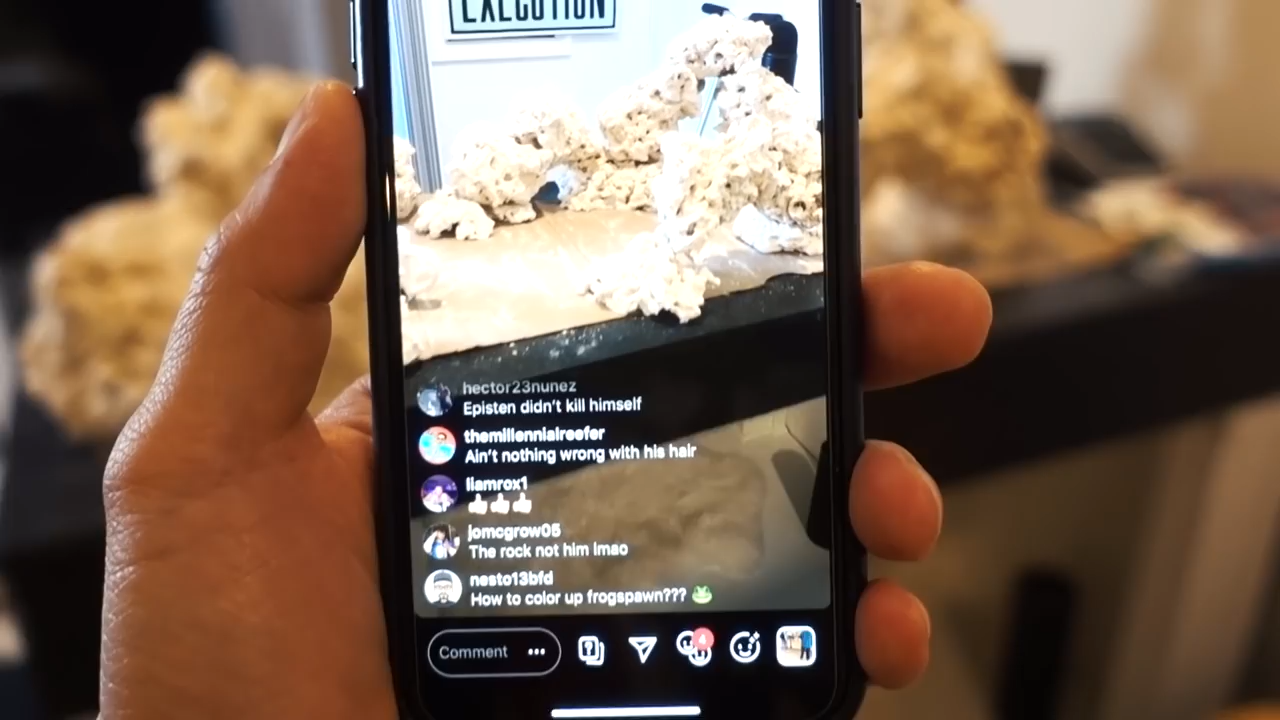 EXECUTION
hector23nunez
Episten didn't kill himself
themillennialreefer
Ain't nothing wrong with his hair
liamrox1
👍👍👍
jomcgrow05
The rock not him lmao
nesto13bfd
How to color up frogspawn??? 🐸
Comment
4